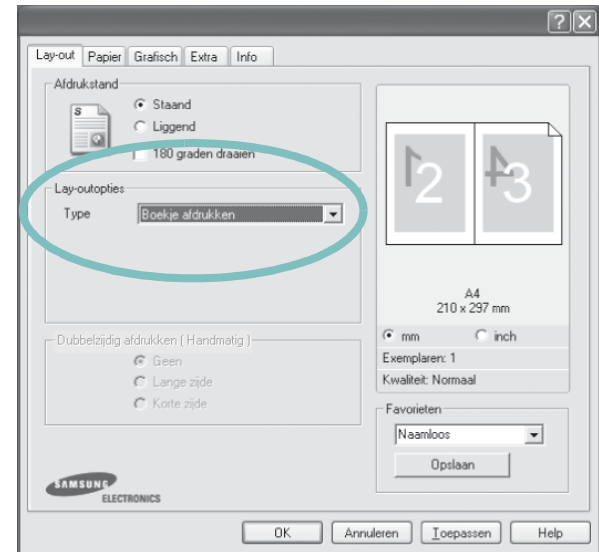 Lay-out Papier Grafisch Extra Info
Afdrukstand
S
Staand
Liggend
180 graden draaien
Lay-outopties
Type Boekje afdrukken
Dubbelzijdig afdrukken ( Handmatig )
Geen
Lange zijde
Korte zijde
SAMSUNG
ELECTRONICS
1 2 4 3
A4
210 x 297 mm
mm inch
Exemplaren: 1
Kwaliteit: Normaal
Favorieten
Naamloos
Opslaan
OK Annuleren Toepassen Help